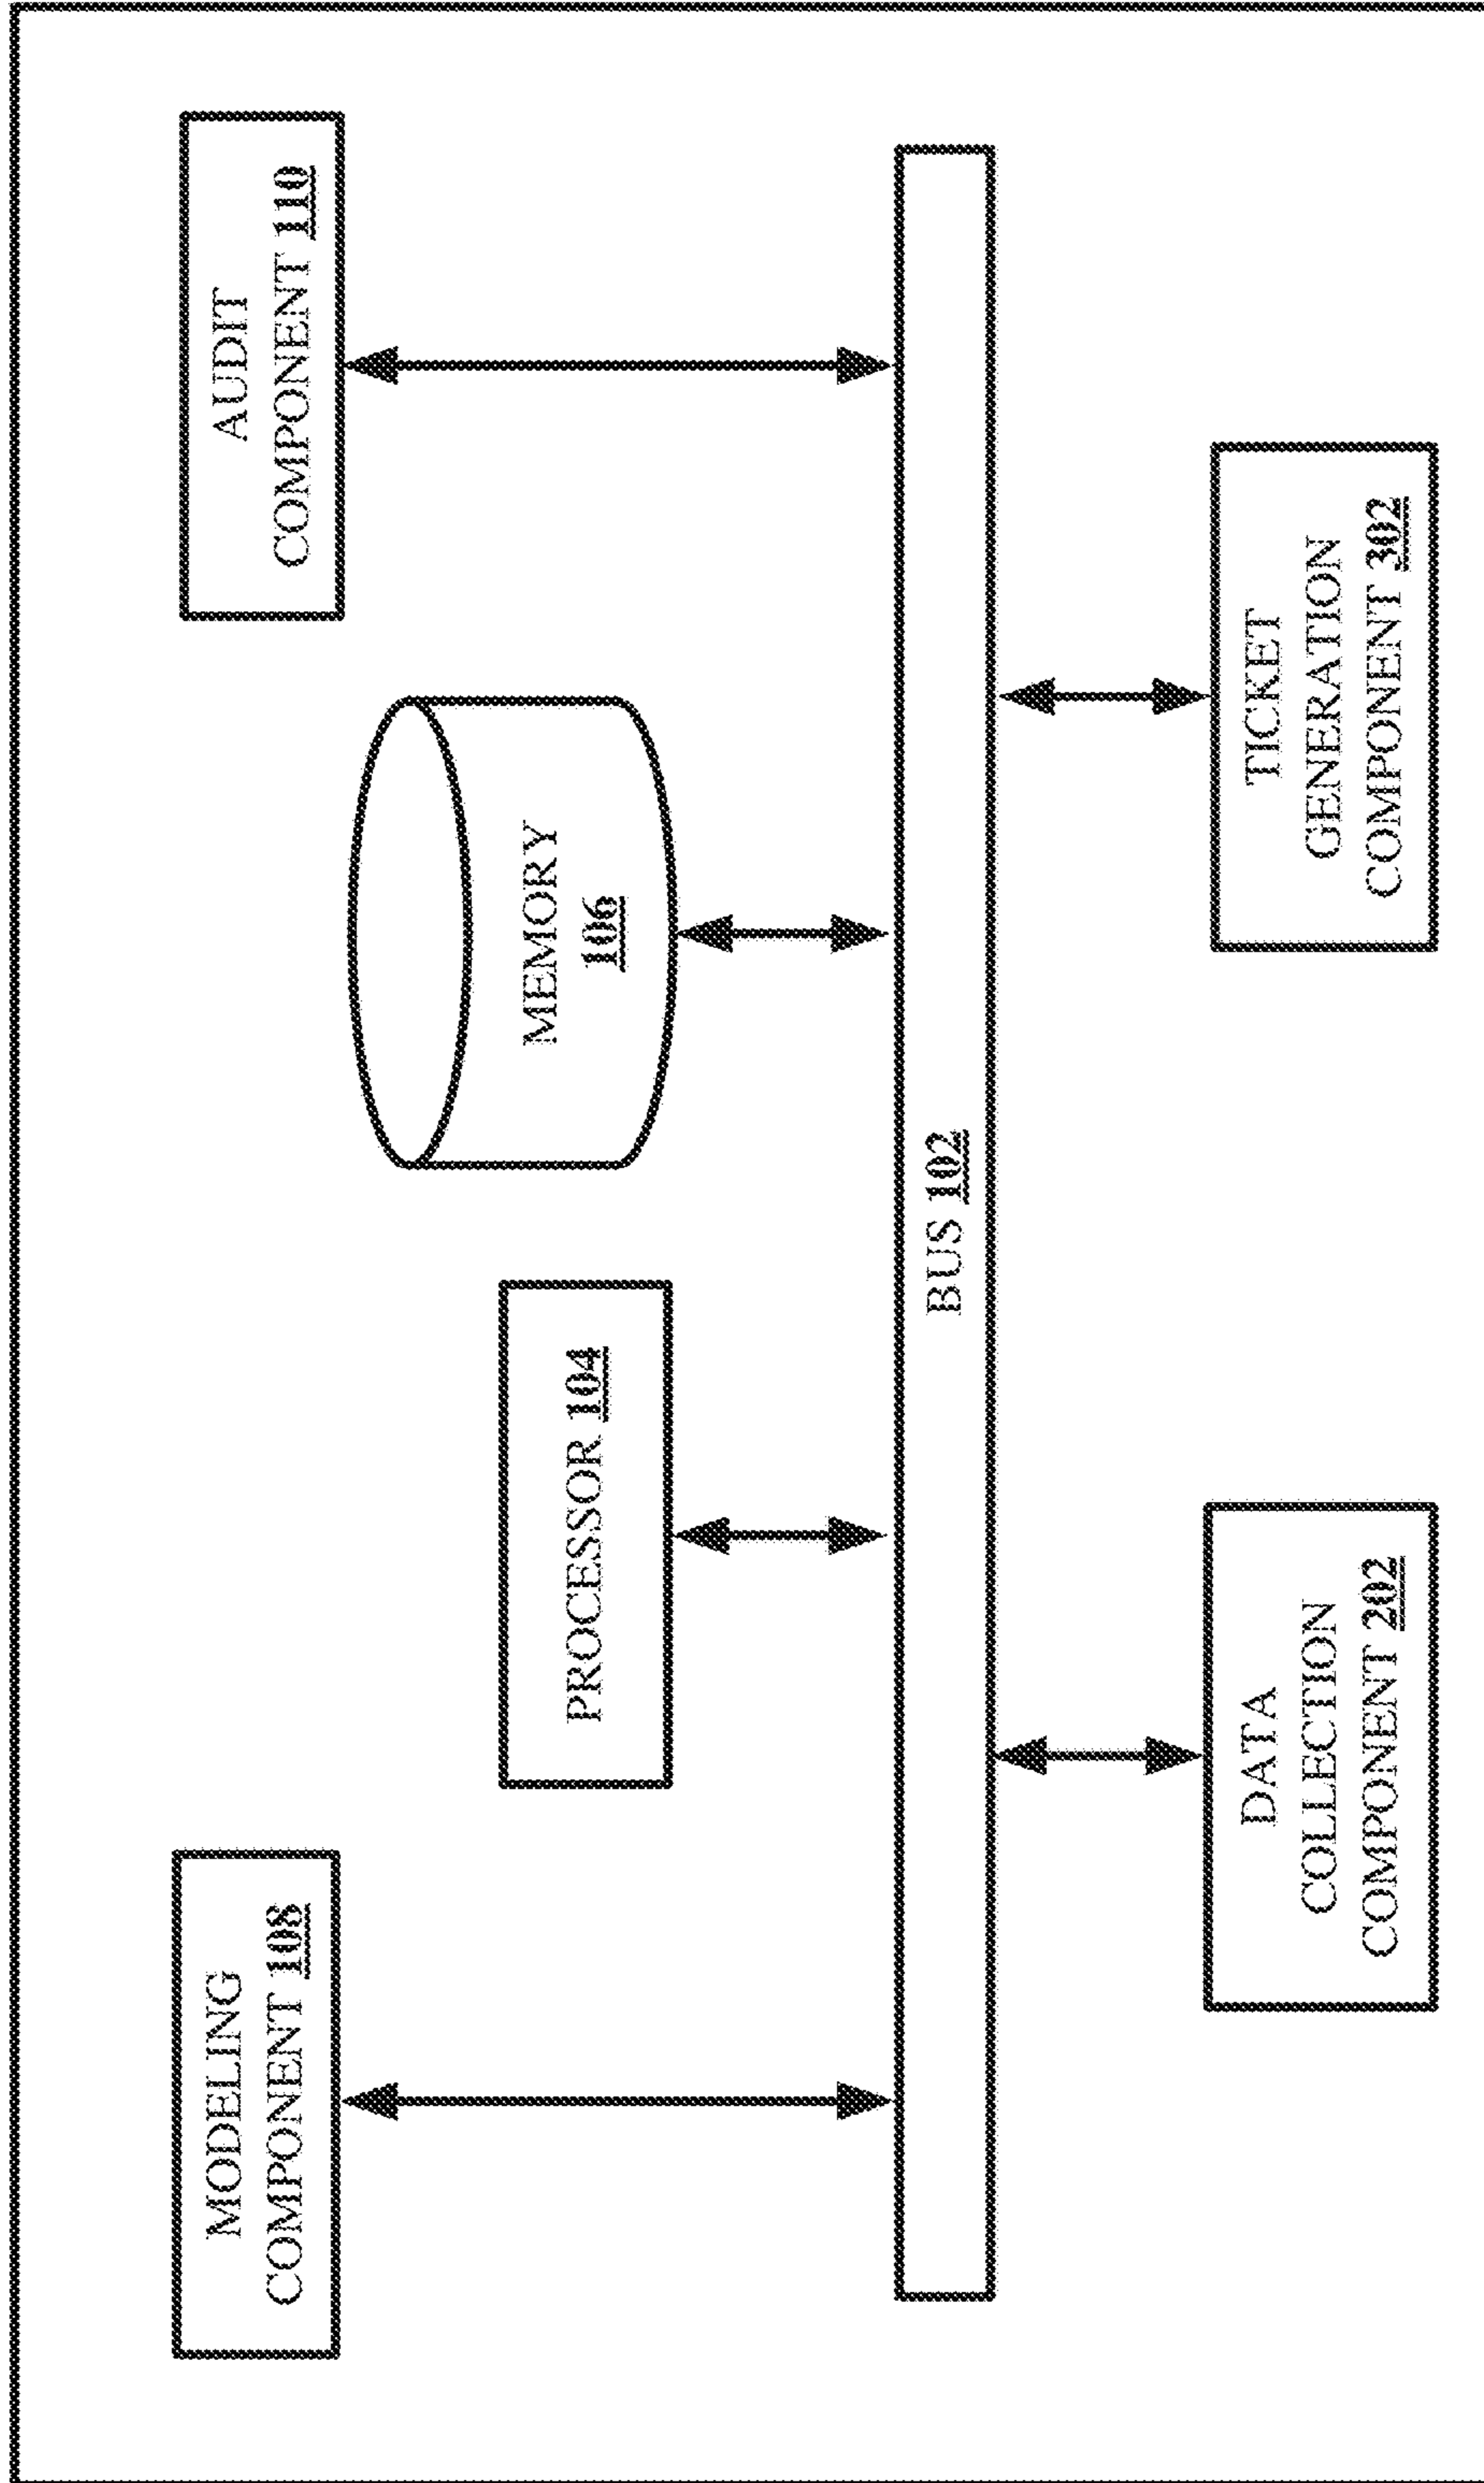 MODELING
COMPONENT 108
PROCESSOR 104
MEMORY
106
AUDIT
COMPONENT 110
BUS 102
DATA
COLLECTION
COMPONENT 202
TICKET
GENERATION
COMPONENT 302